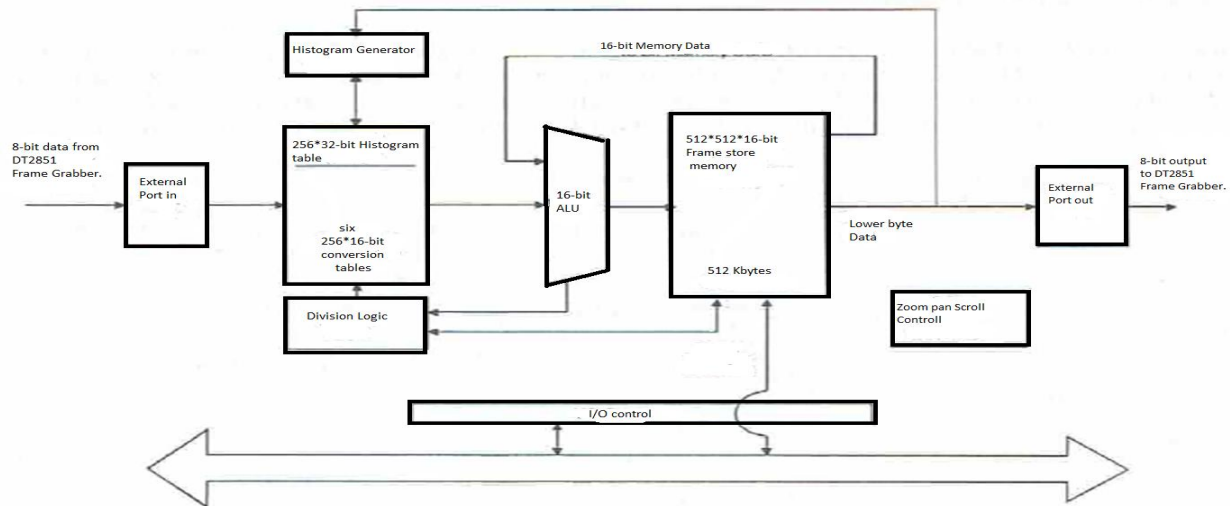 Histogram Generator
16-bit Memory Data
8-bit data from
DT2851
Frame Grabber.
External
Port in
256*32-bit Histogram
table
six
256*16-bit
conversion
tables
16-bit
ALU
512*512*16-bit
Frame store
memory
512 Kbytes
Lower byte
Data
External
Port out
8-bit output
to DT2851
Frame Grabber.
Division Logic
Zoom pan Scroll
Controll
I/O control